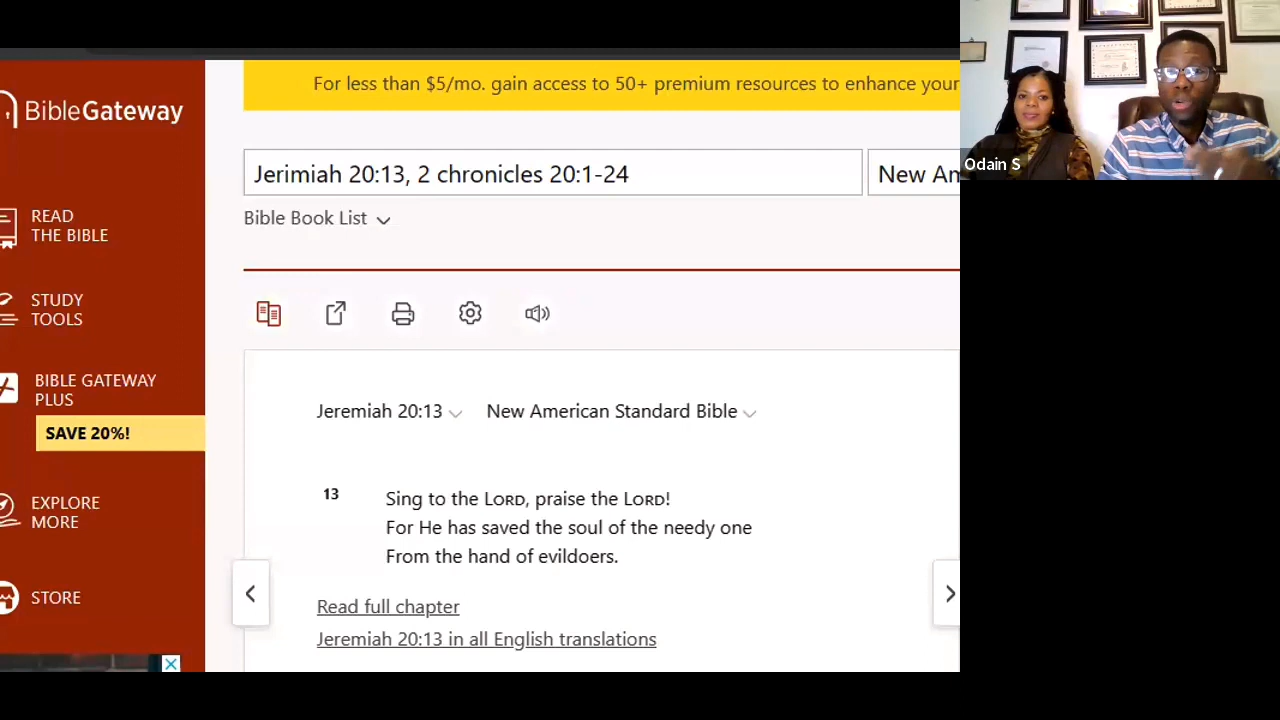 For less than $5/mo. gain access to 50+ premium resources to enhance your
BibleGateway
Jerimiah 20:13, 2 chronicles 20:1-24
New Am
Bible Book List
READ
THE BIBLE
STUDY
TOOLS
BIBLE GATEWAY
PLUS
SAVE 20%!
EXPLORE
MORE
STORE
Jeremiah 20:13
New American Standard Bible
13
Sing to the LORD, praise the LORD!
For He has saved the soul of the needy one
From the hand of evildoers.
Read full chapter
Jeremiah 20:13 in all English translations
Odain S